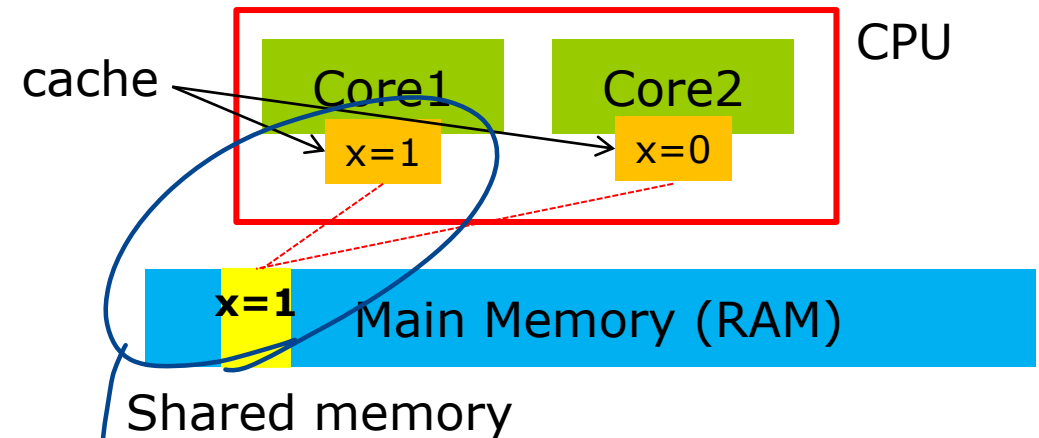 CPU
cache
Core1
Core2
x=1
x=0
x=1
Main Memory (RAM)
Shared memory